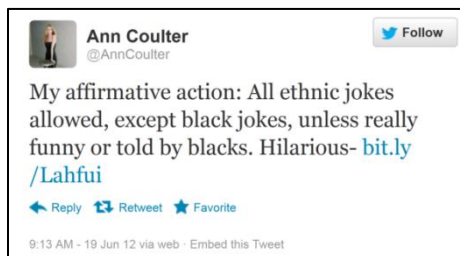 Ann Coulter
@AnnCoulter
Follow
My affirmative action: All ethnic jokes
allowed, except black jokes, unless really
funny or told by blacks. Hilarious- bit.ly
/Lahfui
Reply Retweet Favorite
9:13 AM - 19 Jun 12 via web · Embed this Tweet